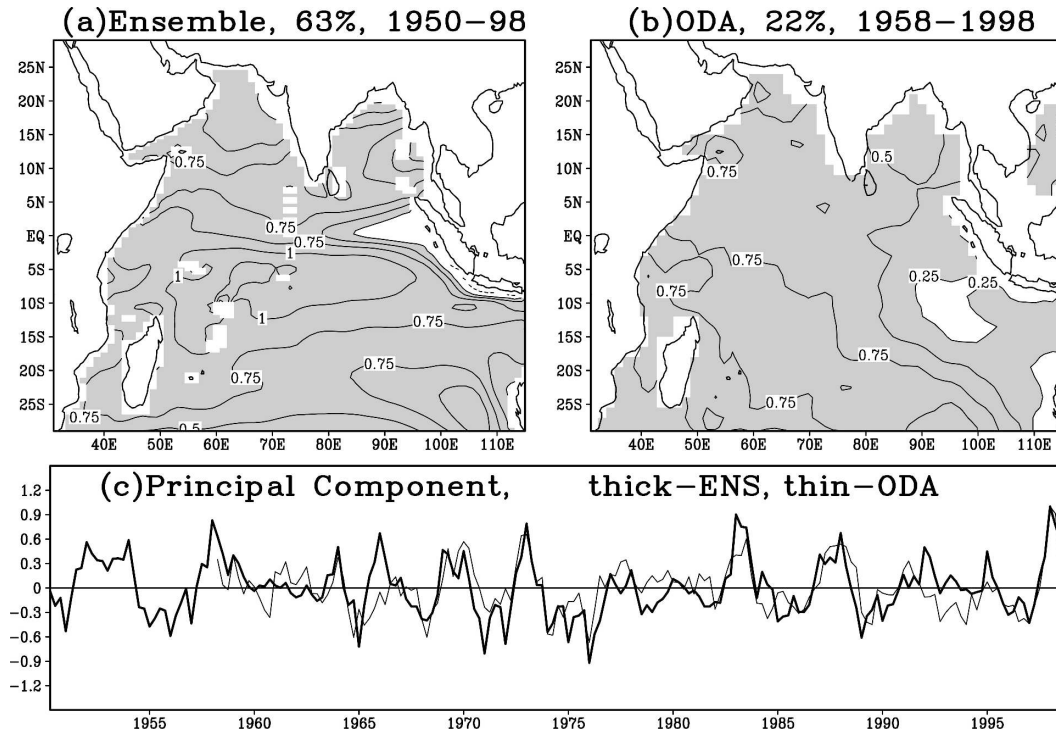 (a)Ensemble, 63%, 1950−98
(b)ODA, 22%, 1958−1998
25N
20N
15N
10N
5N
EQ
5S
10S
15S
20S
25S
0.75
0.75
0.75
1
1
0.75
0.75
0.75
0.5
40E 50E 60E 70E 80E 90E 100E 110E
25N
20N
15N
10N
5N
EQ
5S
10S
15S
20S
25S
0.75
0.5
0.75
0.75
0.25
0.25
0.75
0.75
40E 50E 60E 70E 80E 90E 100E 110E
(c)Principal Component, thick−ENS, thin−ODA
1.2
0.9
0.6
0.3
0
−0.3
−0.6
−0.9
−1.2
1955 1960 1965 1970 1975 1980 1985 1990 1995